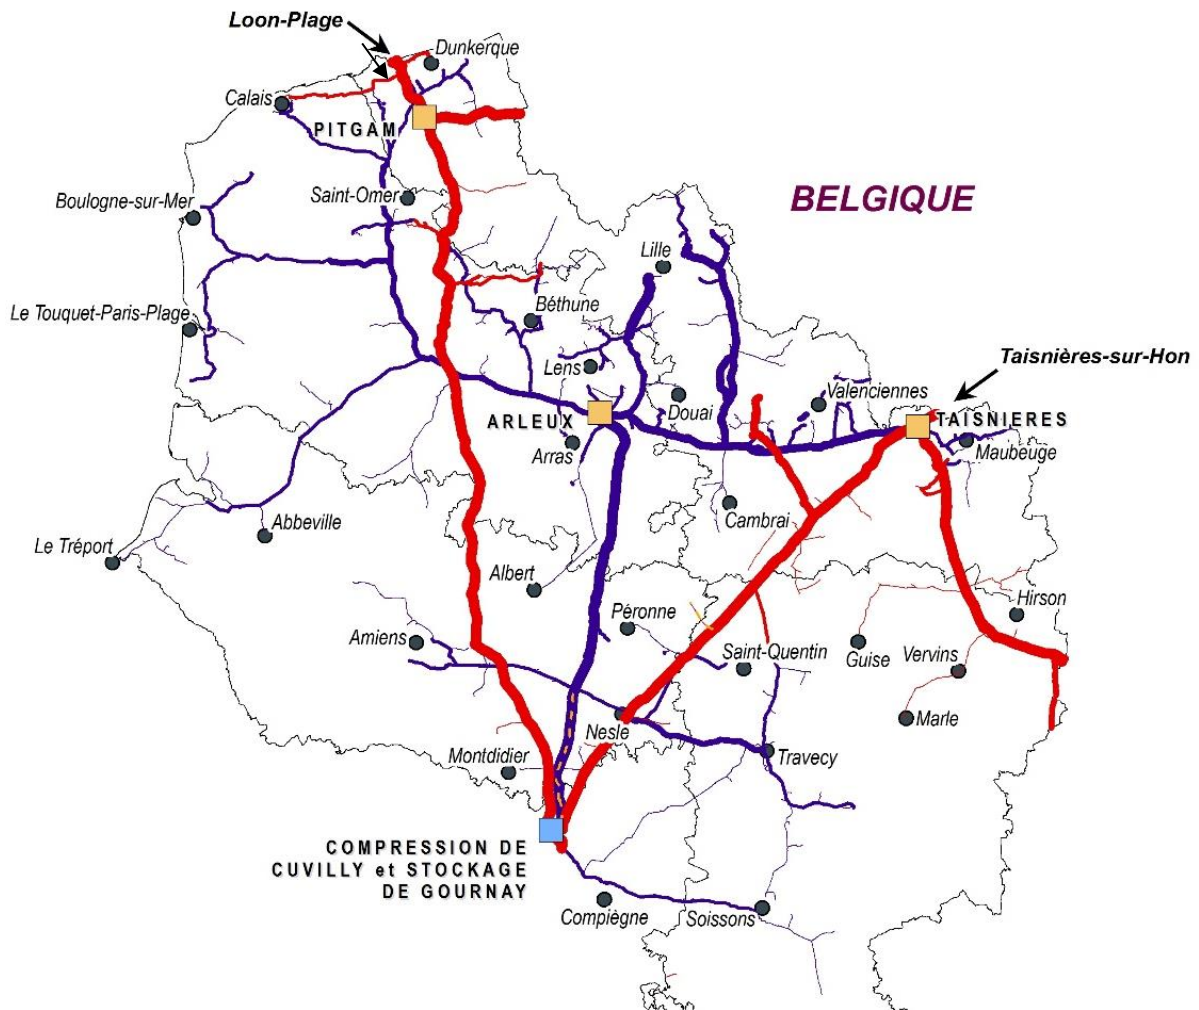 Loon-Plage
Dunkerque
Calais
PITGAM
Saint-Omer
Boulogne-sur-Mer
BELGIQUE
Lille
Le Touquet-Paris-Plage
Béthune
Taisnières-sur-Hon
Lens
Valenciennes
Douai
ARLEUX
TAISNIERES
Arras
Maubeuge
Cambrai
Abbeville
Le Tréport
Albert
Péronne
Hirson
Amiens
Saint-Quentin
Guise
Vervins
Marle
Nesle
Montdidier
Travecy
COMPRESSION DE
CUVILLY et STOCKAGE
DE GOURNAY
Compiègne
Soissons